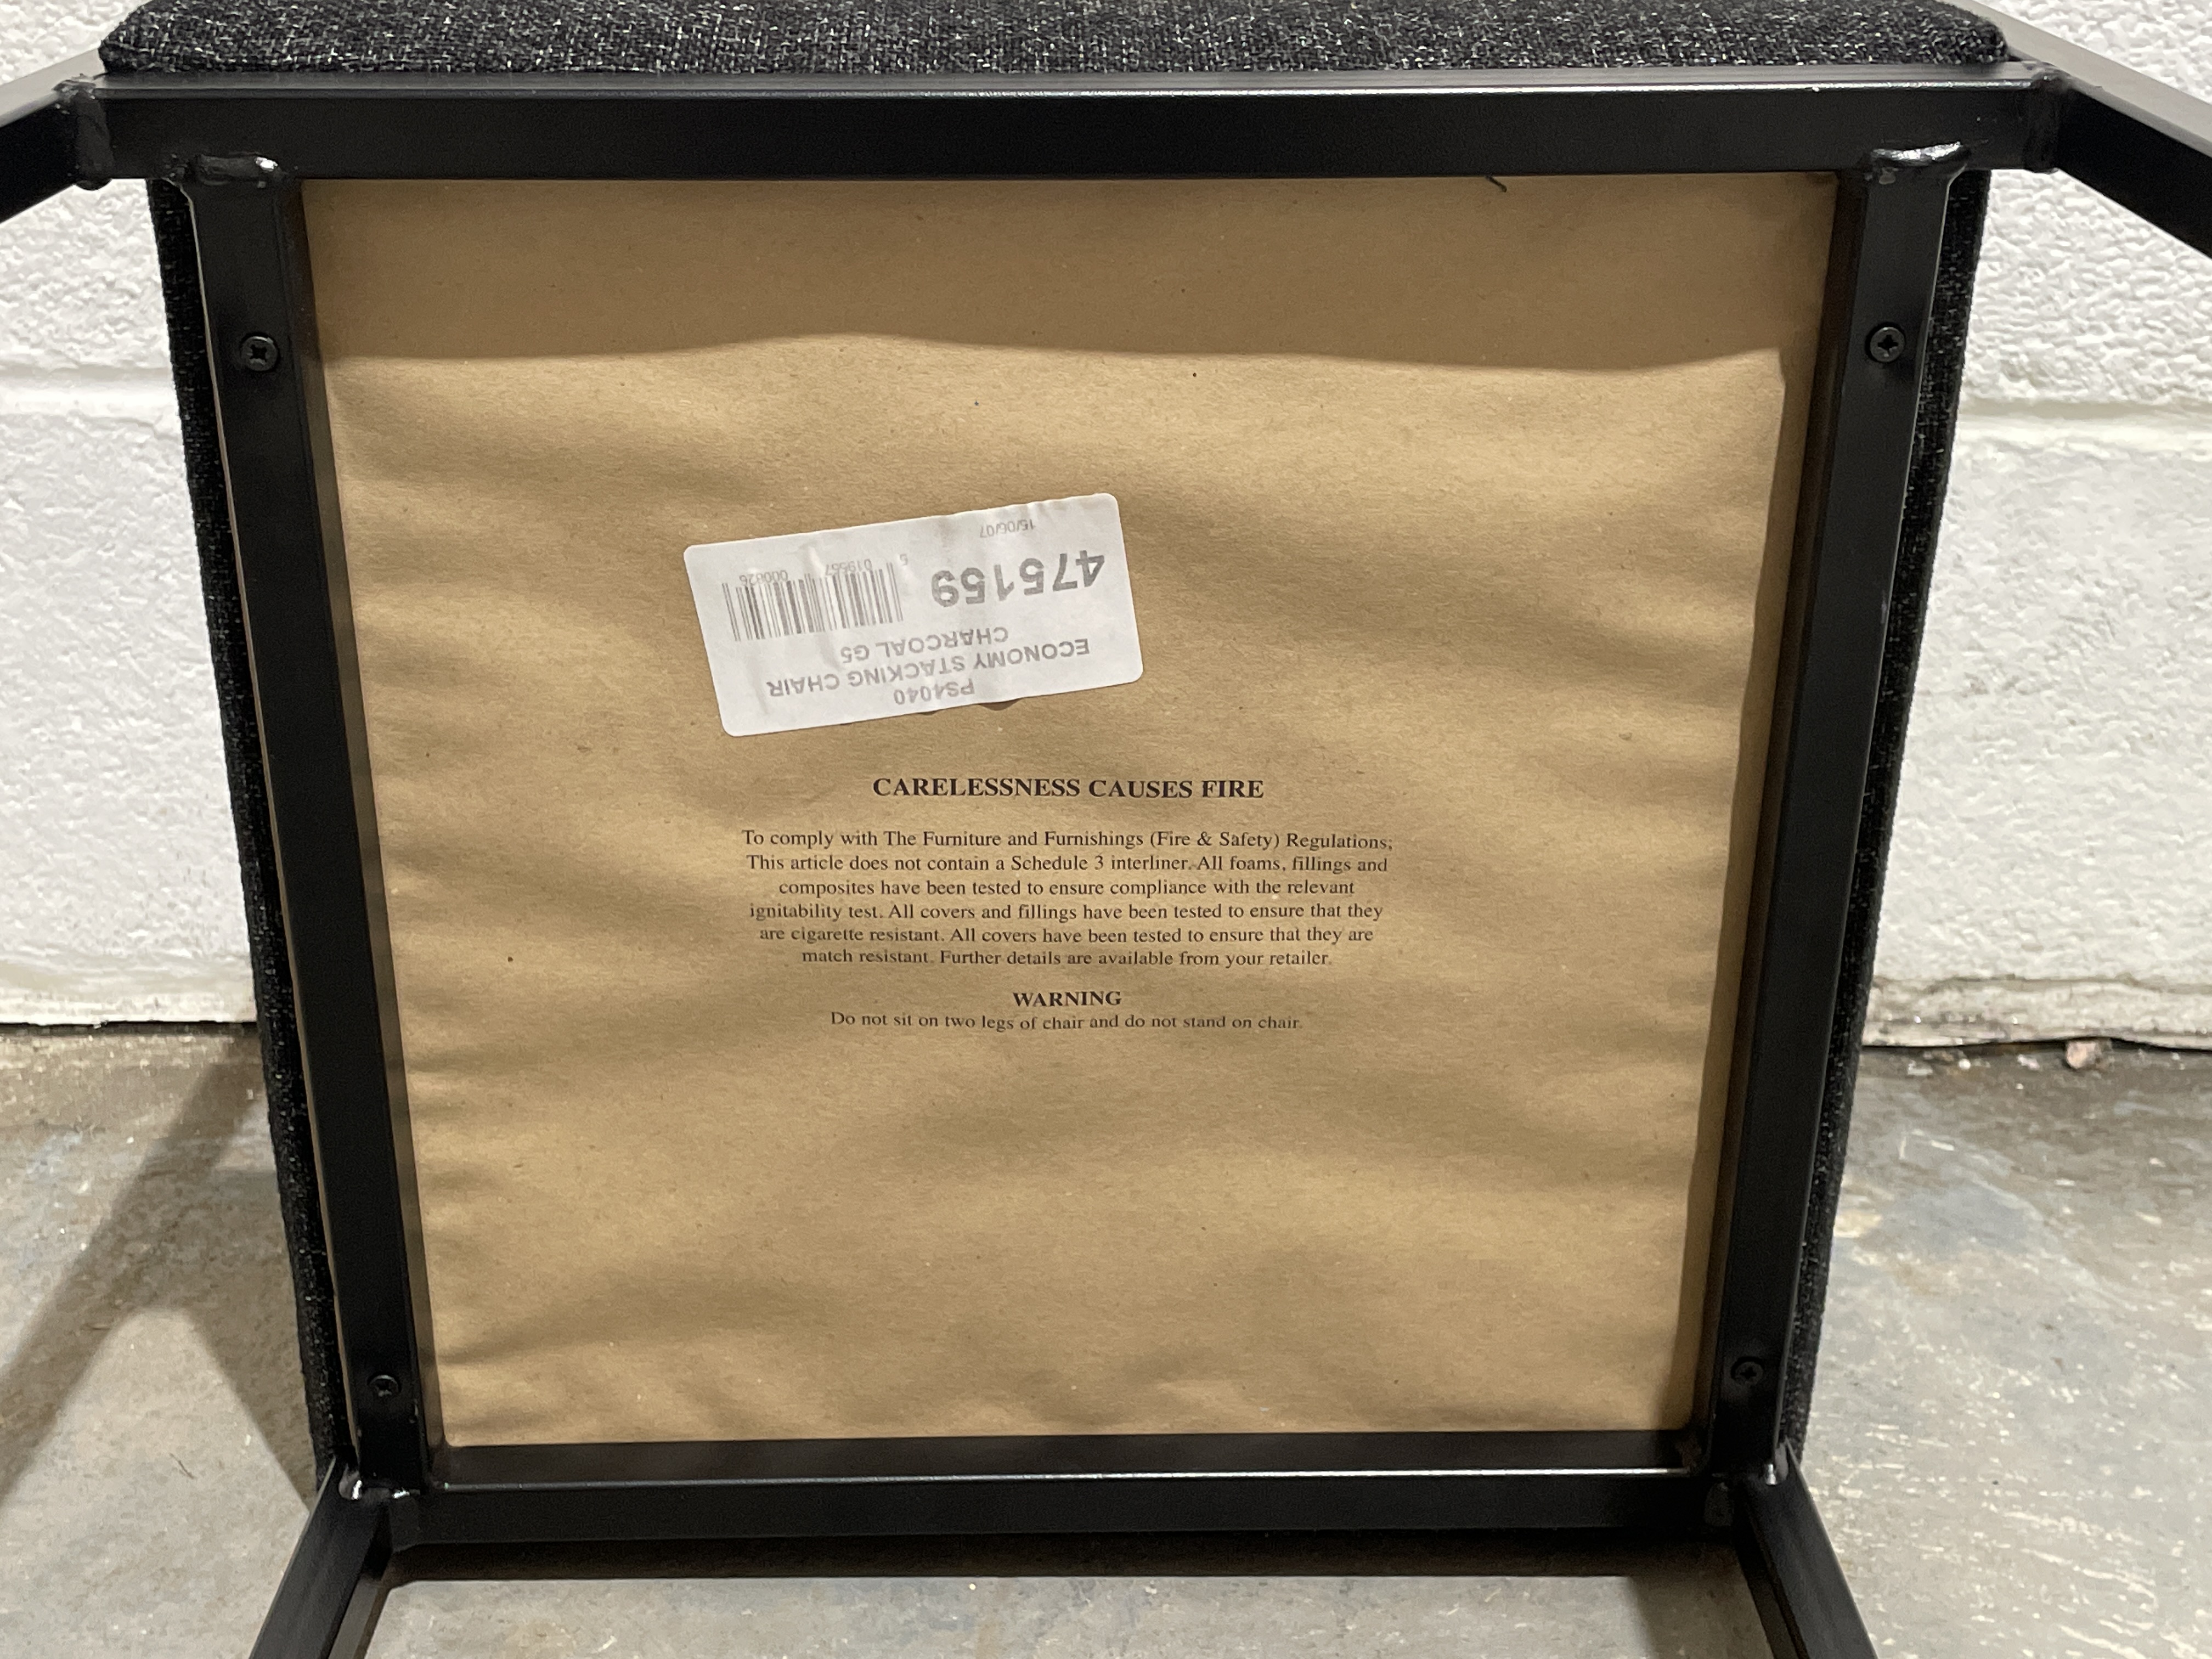 PS4040
ECONOMY STACKING CHAIR
CHARCOAL G5
475159
5 019557 000626
15/06/07
CARELESSNESS CAUSES FIRE
To comply with The Furniture and Furnishings (Fire & Safety) Regulations;
This article does not contain a Schedule 3 interliner. All foams, fillings and
composites have been tested to ensure compliance with the relevant
ignitability test. All covers and fillings have been tested to ensure that they
are cigarette resistant. All covers have been tested to ensure that they are
match resistant. Further details are available from your retailer.
WARNING
Do not sit on two legs of chair and do not stand on chair.